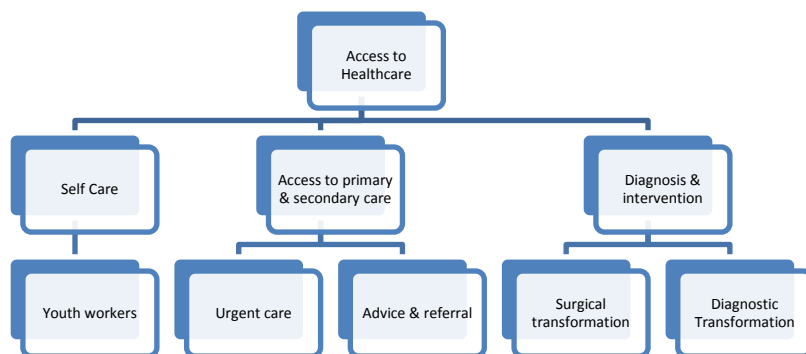 Access to
Healthcare
Self Care
Access to primary
& secondary care
Diagnosis &
intervention
Youth workers
Urgent care
Advice & referral
Surgical
transformation
Diagnostic
Transformation